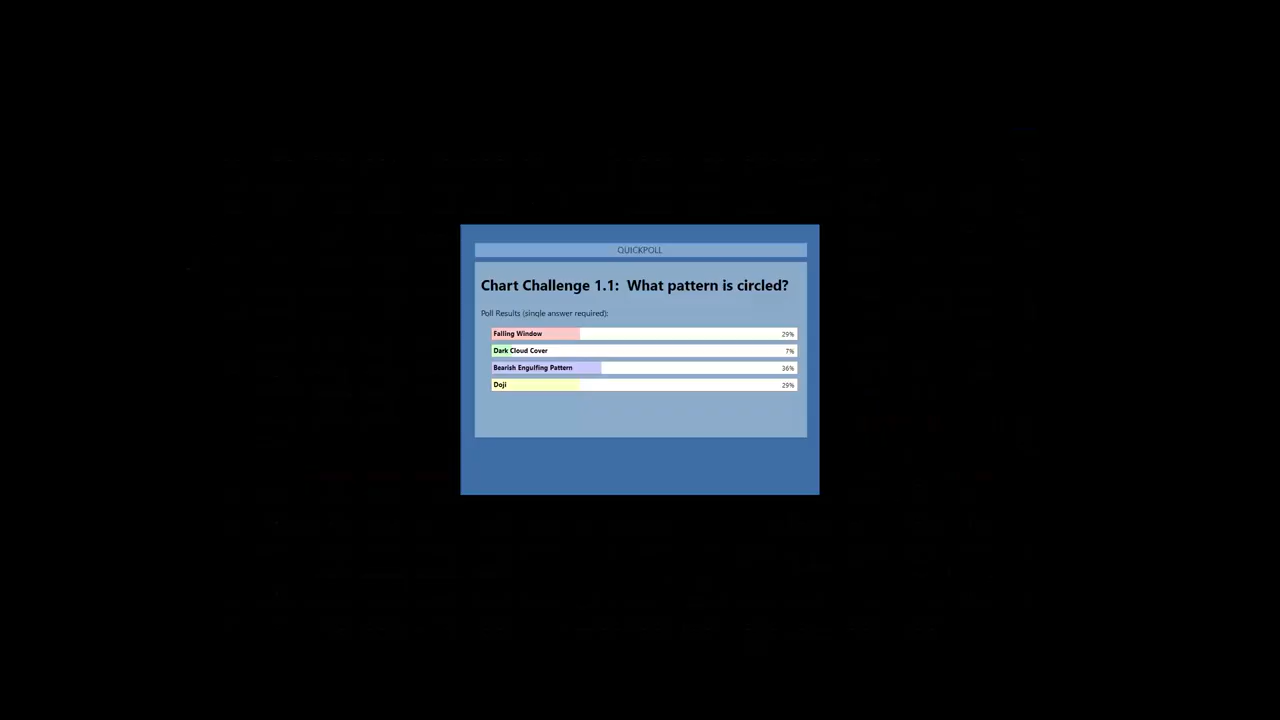 QUICKPOLL
Chart Challenge 1.1: What pattern is circled?
Poll Results (single answer required):
Falling Window 29%
Dark Cloud Cover 7%
Bearish Engulfing Pattern 36%
Doji 29%